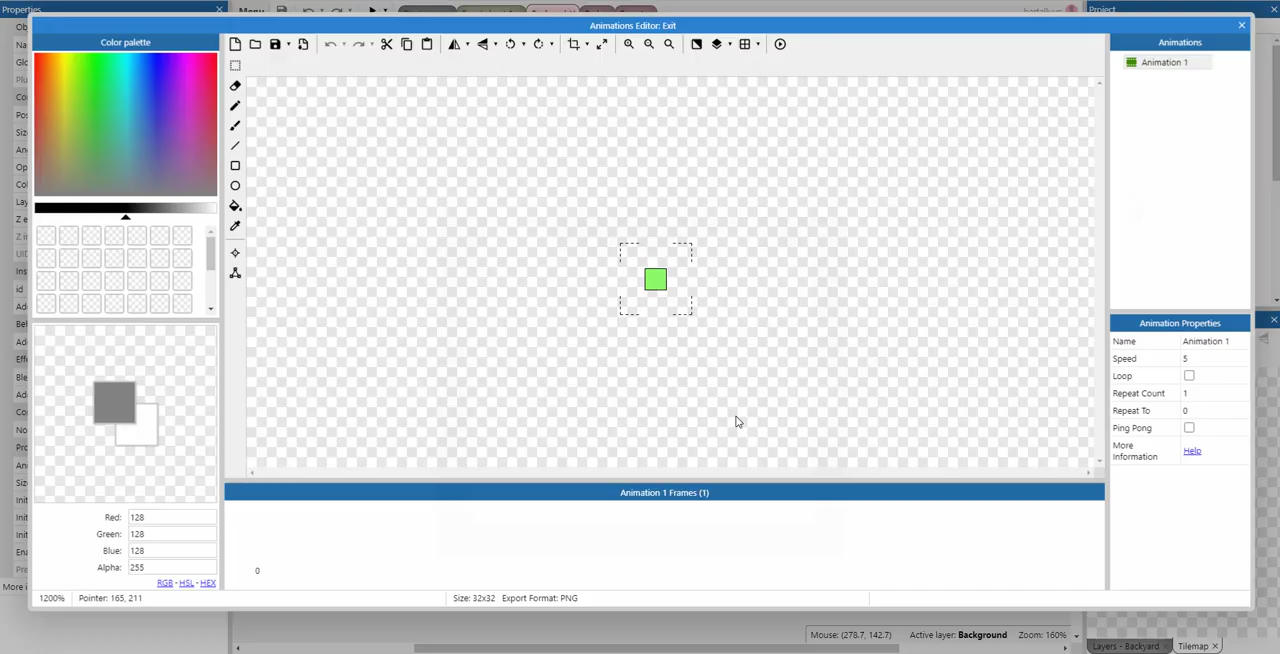 Properties
Menu
Project
Animations Editor: Exit
Color palette
Animations
Animation 1
Animation Properties
Name Animation 1
Speed 5
Loop
Repeat Count 1
Repeat To 0
Ping Pong
More Information Help
Red: 128
Green: 128
Blue: 128
Alpha: 255
RGB - HSL - HEX
Animation 1 Frames (1)
0
1200% Pointer: 165, 211 Size: 32x32 Export Format: PNG
More i
Mouse: (278.7, 142.7) Active layer: Background Zoom: 160%
Layers - Backyard Tilemap